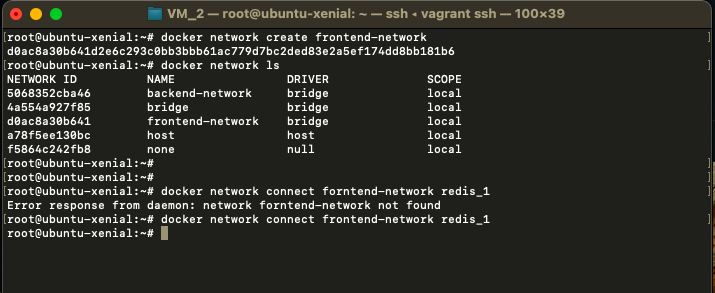 VM_2 — root@ubuntu-xenial: ~ — ssh ◂ vagrant ssh — 100×39
[root@ubuntu-xenial:~# docker network create frontend-network ]
d0ac8a30b641d2e6c293c0bb3bbb61ac779d7bc2ded83e2a5ef174dd8bb181b6
[root@ubuntu-xenial:~# docker network ls ]
NETWORK ID NAME DRIVER SCOPE
5068352cba46 backend-network bridge local
4a554a927f85 bridge bridge local
d0ac8a30b641 frontend-network bridge local
a78f5ee130bc host host local
f5864c242fb8 none null local
[root@ubuntu-xenial:~# ]
[root@ubuntu-xenial:~# ]
[root@ubuntu-xenial:~# docker network connect forntend-network redis_1 ]
Error response from daemon: network forntend-network not found
[root@ubuntu-xenial:~# docker network connect frontend-network redis_1 ]
root@ubuntu-xenial:~#